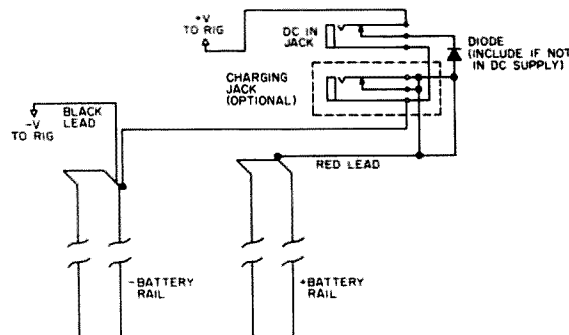 +V
TO RIG
DC IN
JACK
DIODE
(INCLUDE IF NOT
IN DC SUPPLY)
CHARGING
JACK
(OPTIONAL)
BLACK
LEAD
-V
TO RIG
RED LEAD
-BATTERY
RAIL
+BATTERY
RAIL